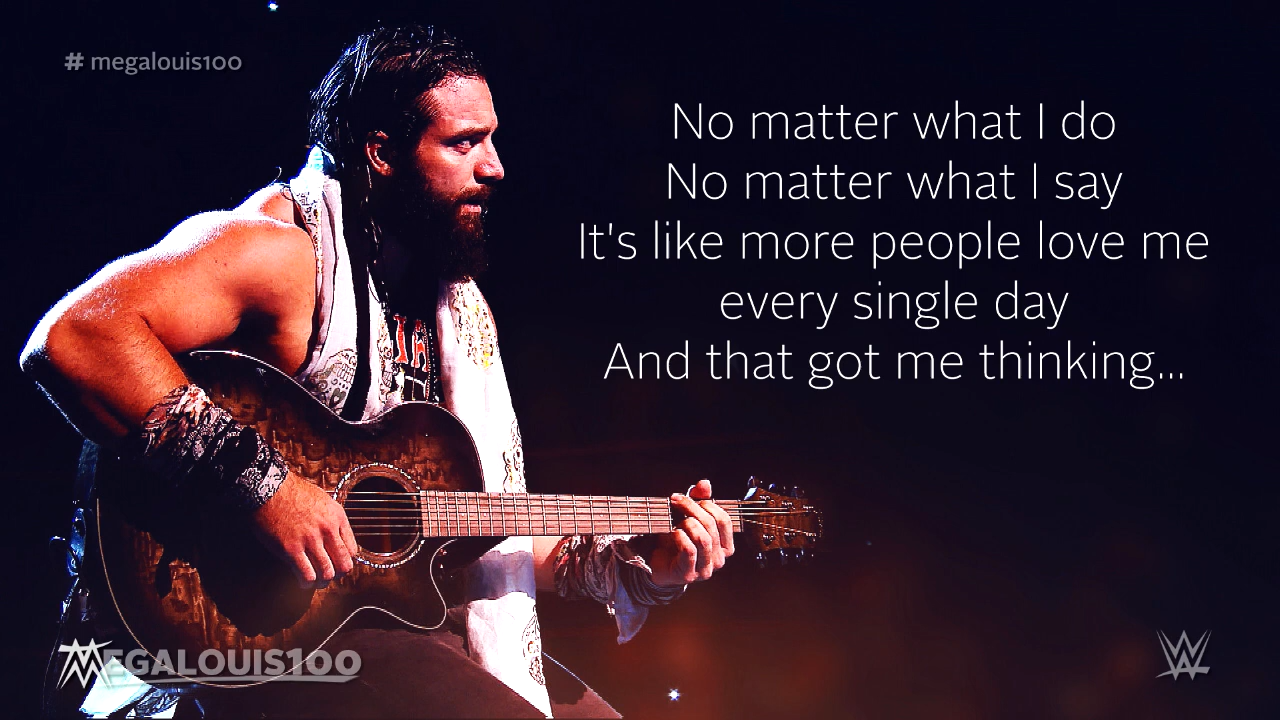 # megalouis100
No matter what I do
No matter what I say
It's like more people love me
every single day
And that got me thinking...
MEGALOUIS100
W